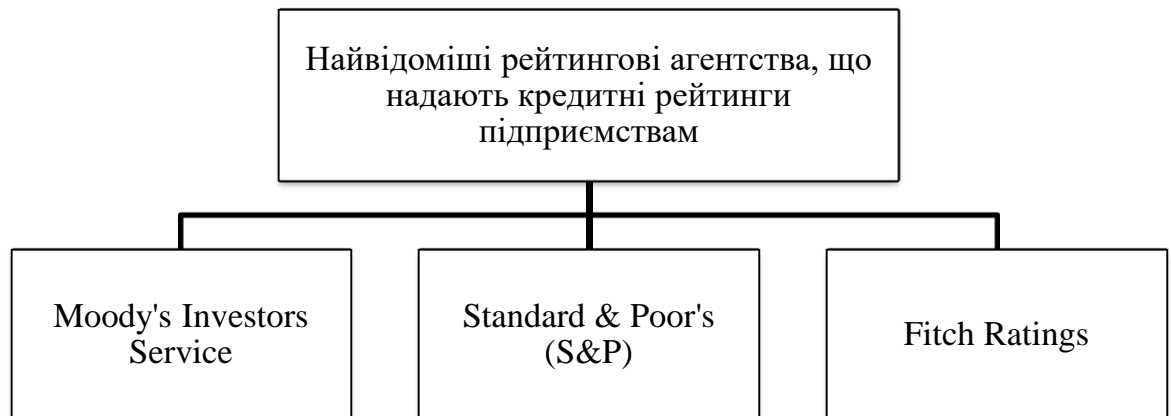 Найвідоміші рейтингові агентства, що
надають кредитні рейтинги
підприємствам
Moody's Investors
Service
Standard & Poor's
(S&P)
Fitch Ratings